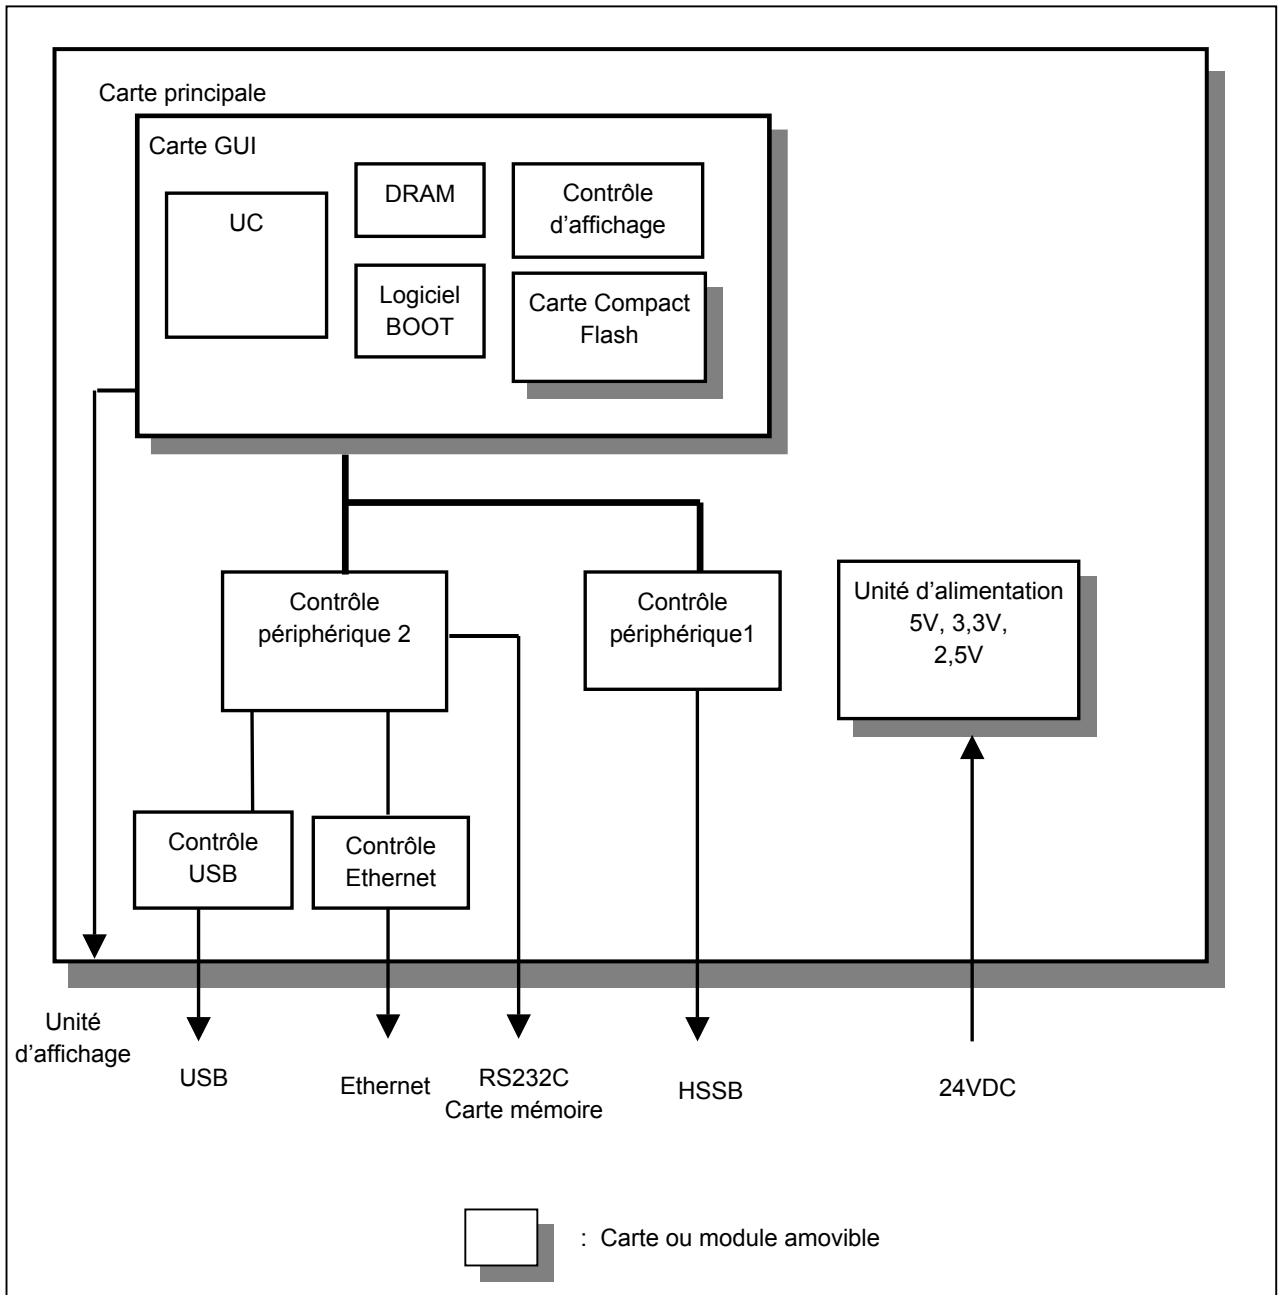 Carte principale
Carte GUI
UC
DRAM
Contrôle
d'affichage
Logiciel
BOOT
Carte Compact
Flash
Contrôle
périphérique 2
Contrôle
périphérique1
Unité d'alimentation
5V, 3,3V,
2,5V
Contrôle
USB
Contrôle
Ethernet
Unité
d'affichage
USB
Ethernet
RS232C
Carte mémoire
HSSB
24VDC
: Carte ou module amovible